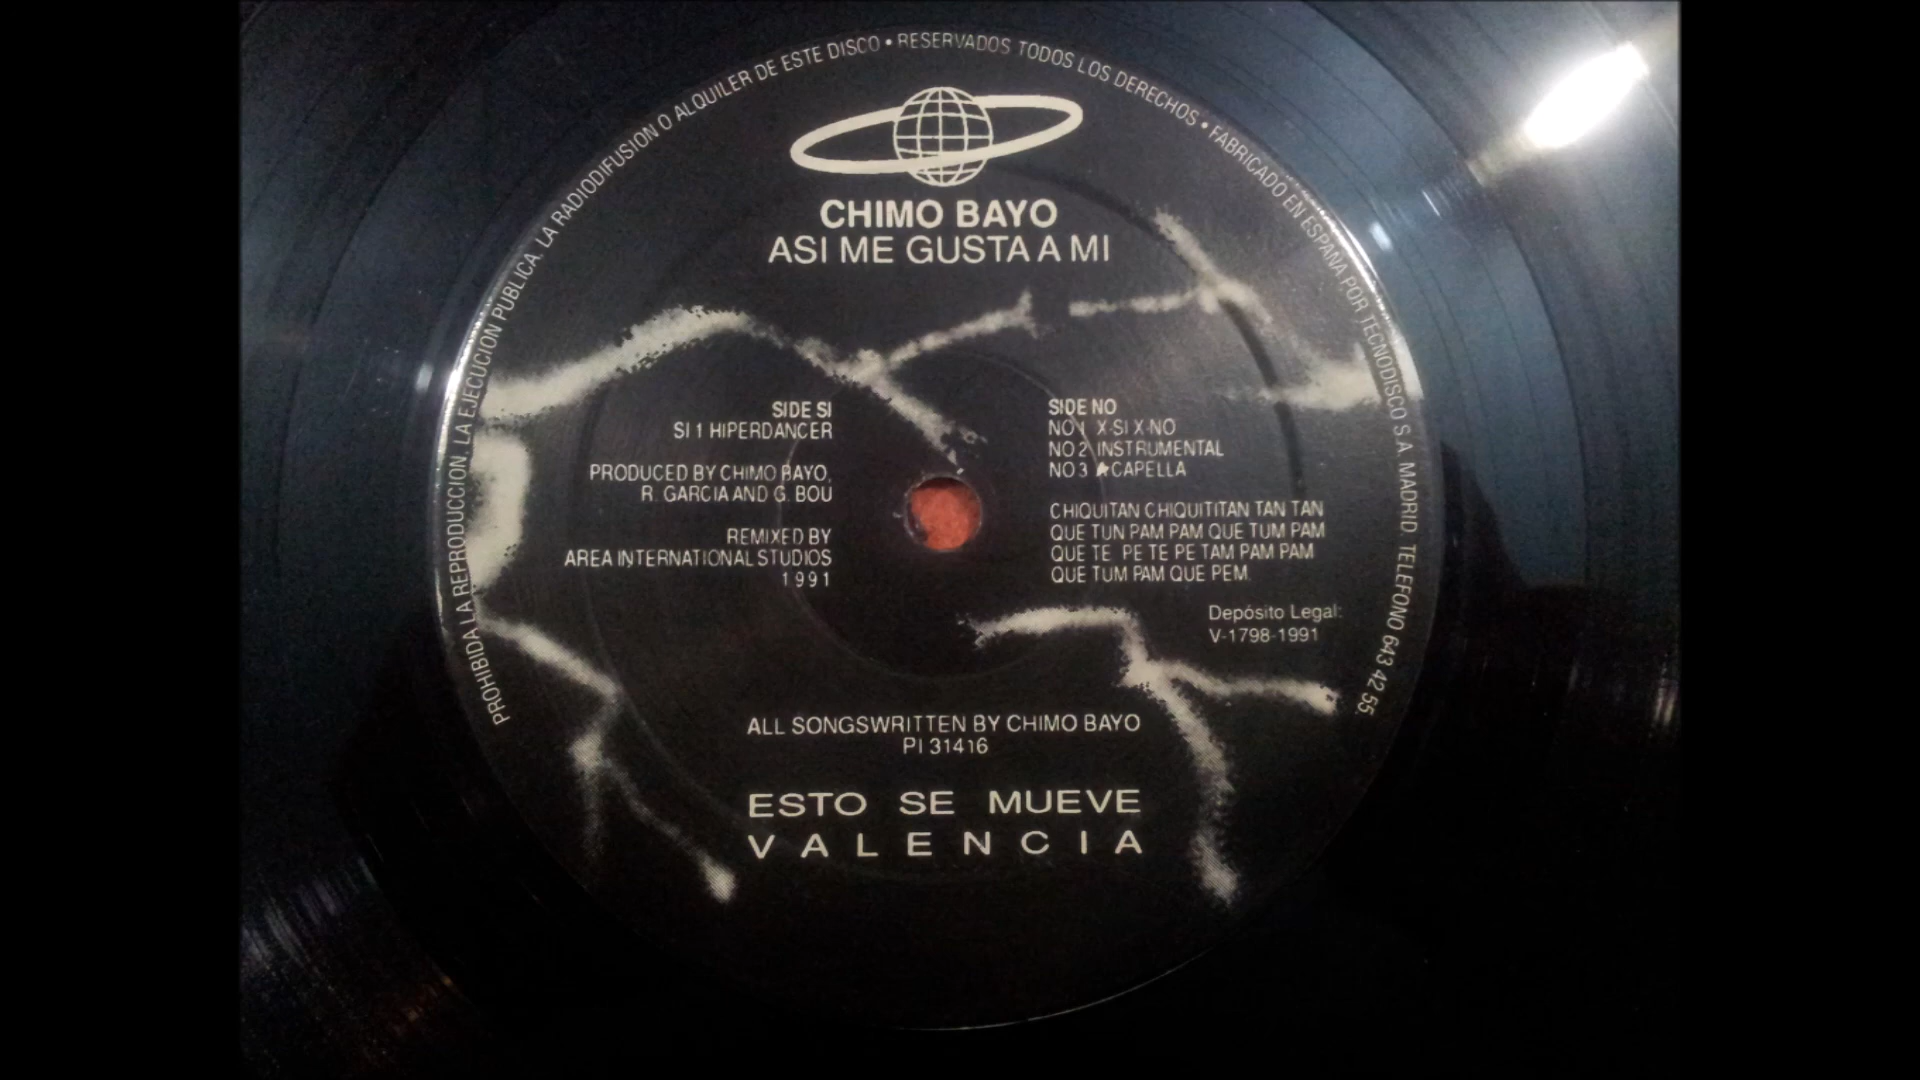 PROHIBIDA LA REPRODUCCION, LA EJECUCION PUBLICA, LA RADIODIFUSION O ALQUILER DE ESTE DISCO • RESERVADOS TODOS LOS DERECHOS • FABRICADO EN ESPAÑA POR TECNODISCO S.A. MADRID. TELEFONO 643 42 55.
CHIMO BAYO
ASI ME GUSTA A MI
SIDE SI
SI 1 HIPERDANCER
PRODUCED BY CHIMO BAYO,
R. GARCIA AND G. BOU
REMIXED BY
AREA INTERNATIONAL STUDIOS
1991
SIDE NO
NO 1 X-SI X-NO
NO 2 INSTRUMENTAL
NO 3 A CAPELLA
CHIQUITAN CHIQUITITAN TAN TAN
QUE TUN PAM PAM QUE TUM PAM
QUE TE PE TE PE TAM PAM PAM
QUE TUM PAM QUE PEM.
Depósito Legal:
V-1798-1991
ALL SONGSWRITTEN BY CHIMO BAYO
PI 31416
ESTO SE MUEVE
VALENCIA